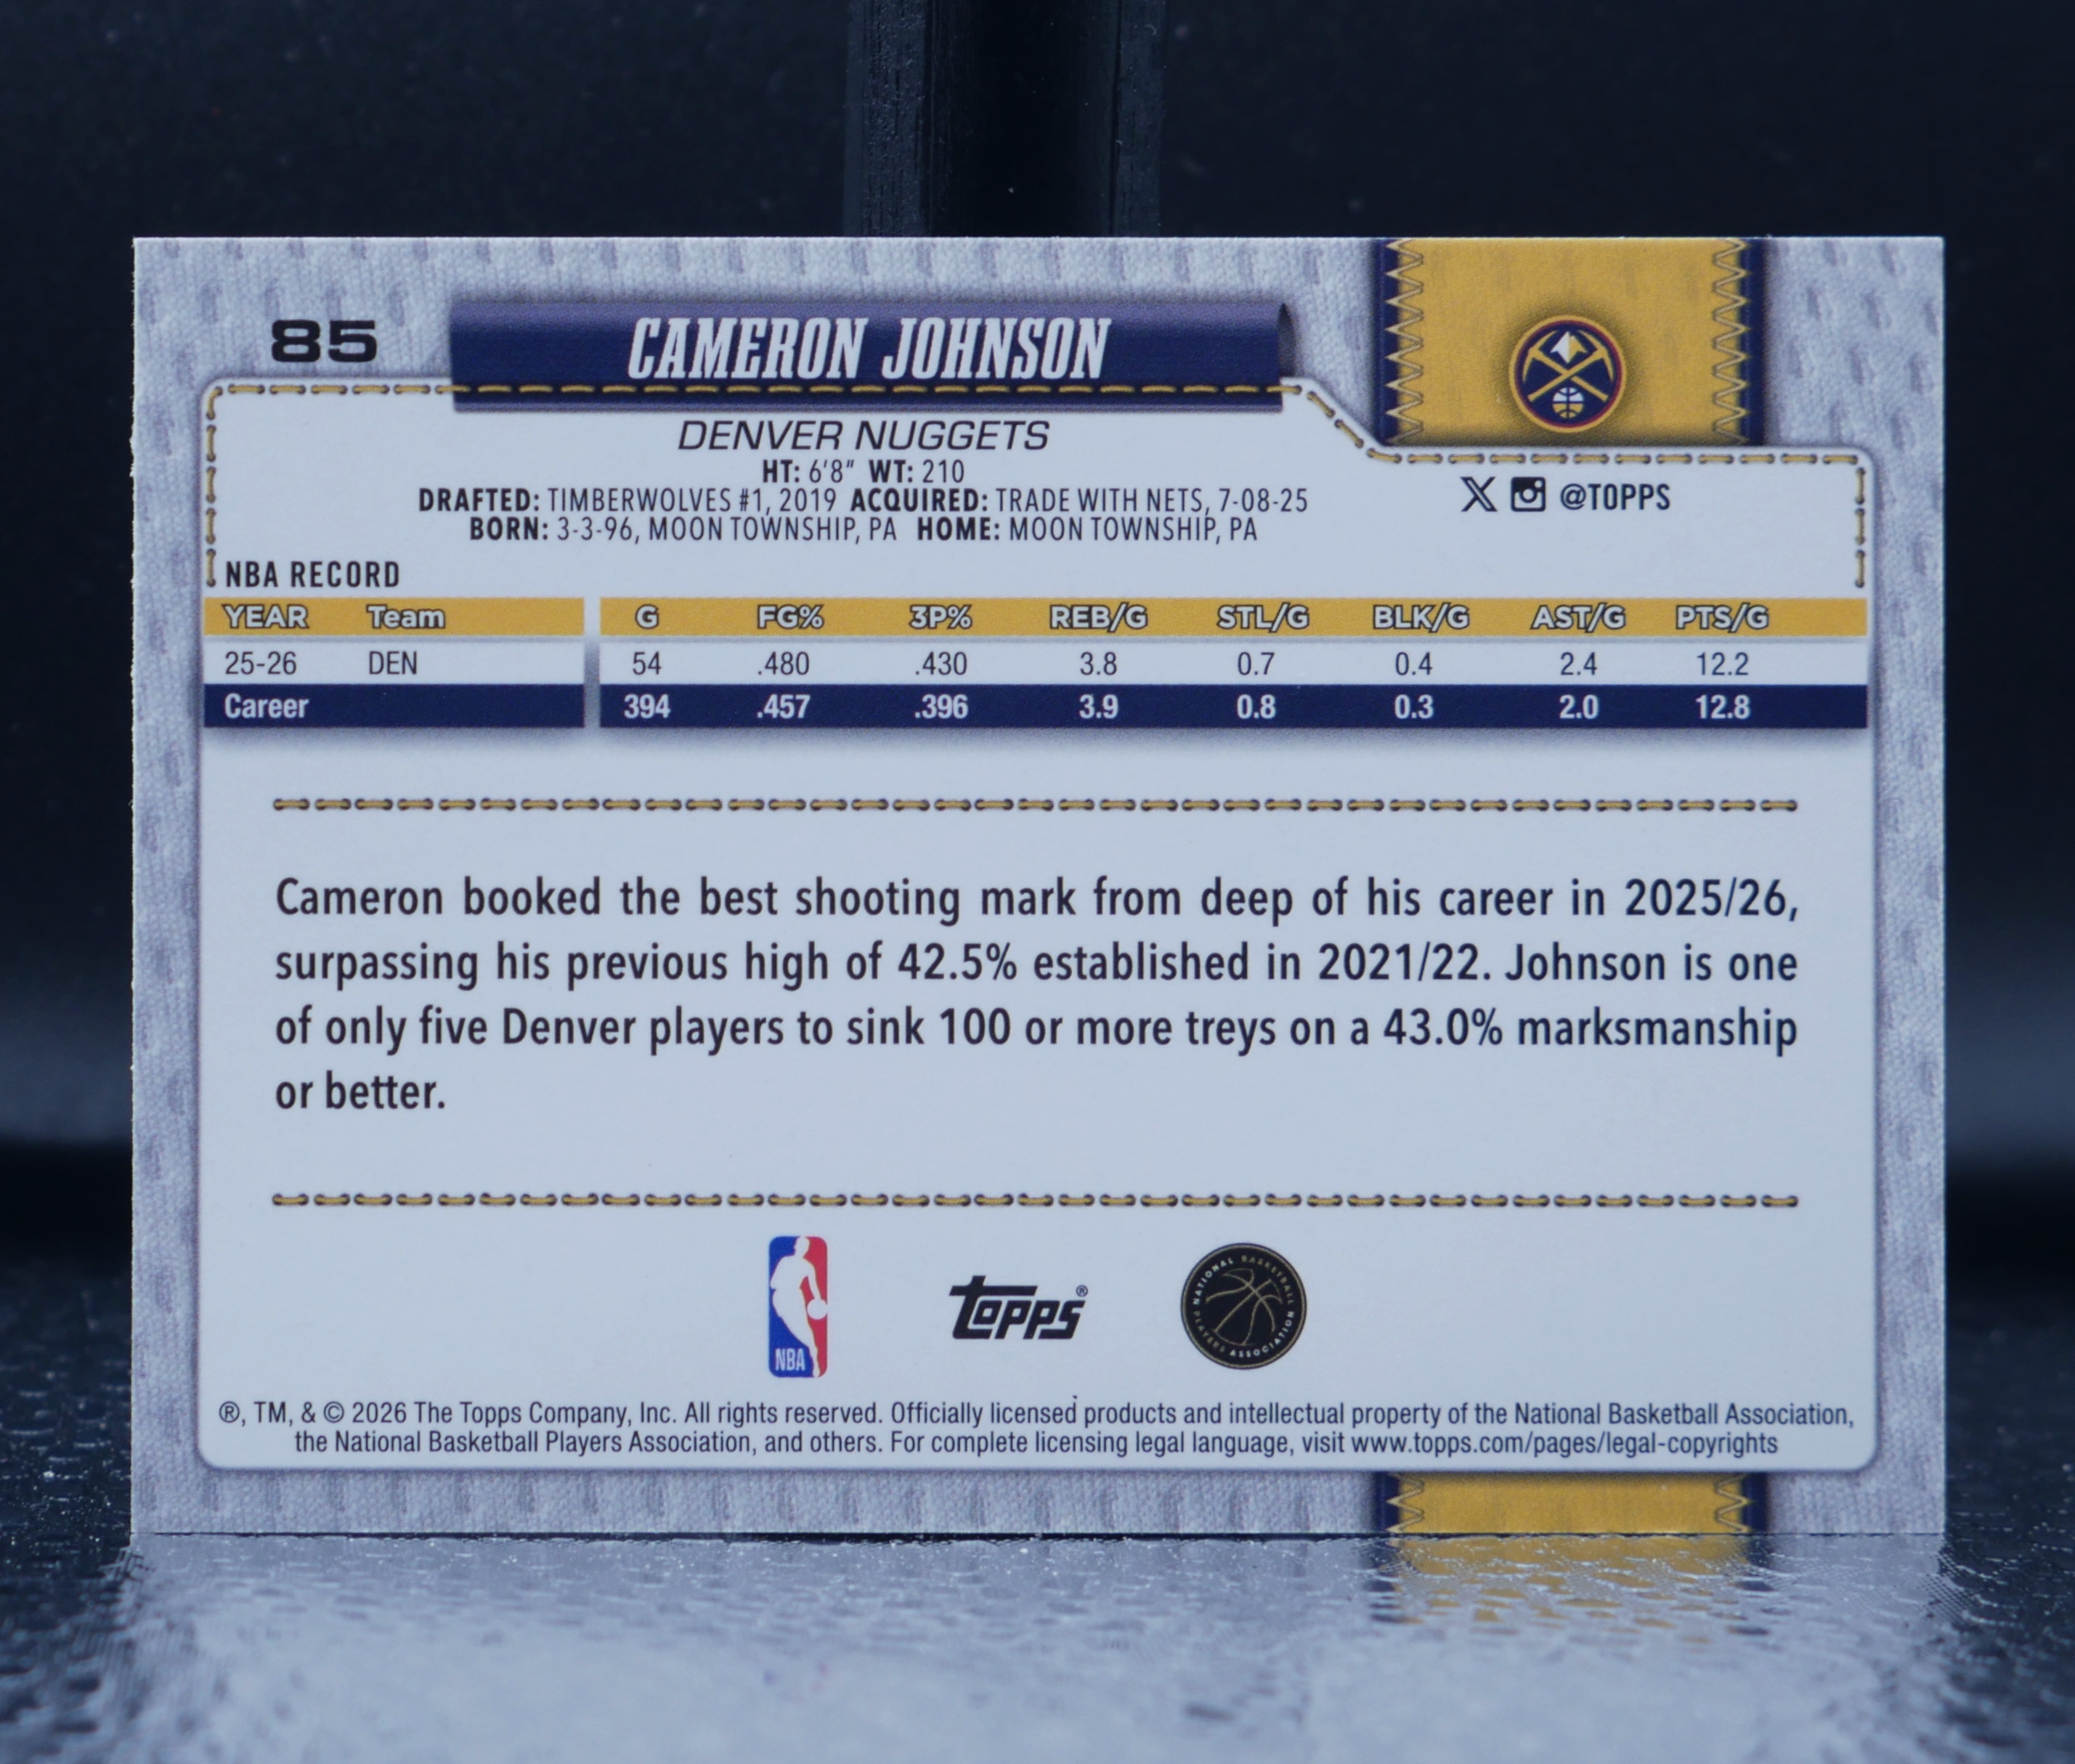 85
CAMERON JOHNSON
DENVER NUGGETS
HT: 6'8" WT: 210
DRAFTED: TIMBERWOLVES #1, 2019 ACQUIRED: TRADE WITH NETS, 7-08-25
BORN: 3-3-96, MOON TOWNSHIP, PA HOME: MOON TOWNSHIP, PA
@TOPPS
NBA RECORD
YEAR Team G FG% 3P% REB/G STL/G BLK/G AST/G PTS/G
25-26 DEN 54 .480 .430 3.8 0.7 0.4 2.4 12.2
Career 394 .457 .396 3.9 0.8 0.3 2.0 12.8
Cameron booked the best shooting mark from deep of his career in 2025/26,
surpassing his previous high of 42.5% established in 2021/22. Johnson is one
of only five Denver players to sink 100 or more treys on a 43.0% marksmanship
or better.
NBA
topps®
NATIONAL BASKETBALL PLAYERS ASSOCIATION
®, TM, & © 2026 The Topps Company, Inc. All rights reserved. Officially licensed products and intellectual property of the National Basketball Association,
the National Basketball Players Association, and others. For complete licensing legal language, visit www.topps.com/pages/legal-copyrights